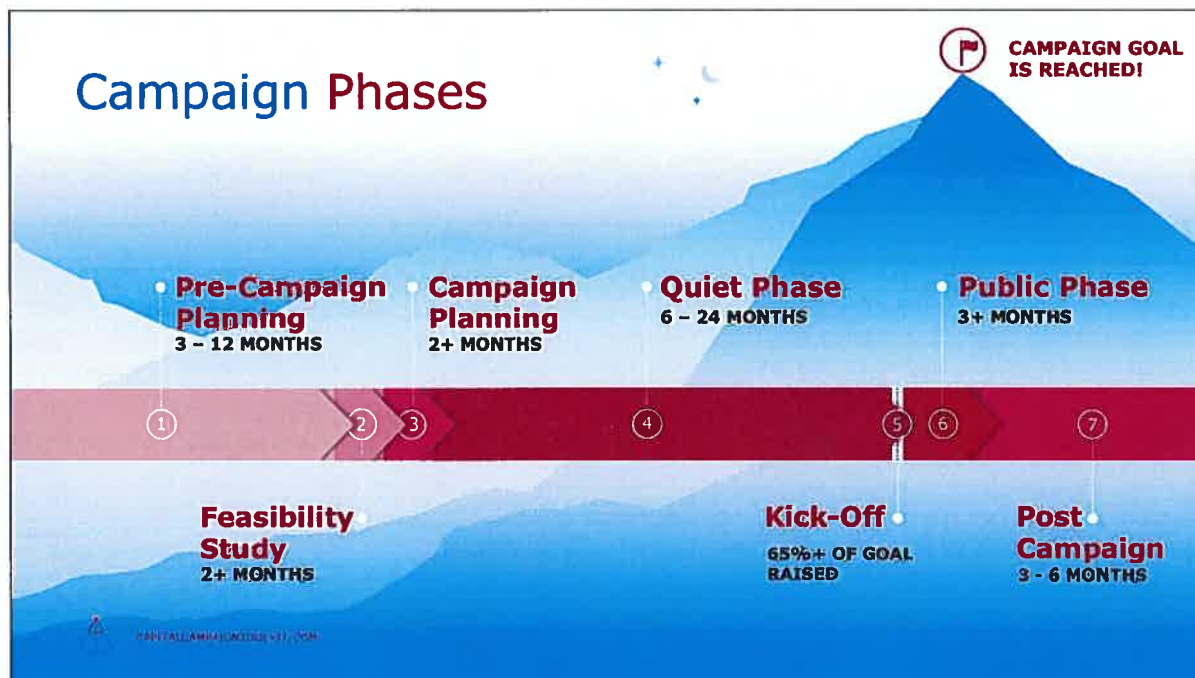 CAMPAIGN GOAL
IS REACHED!
Campaign Phases
Pre-Campaign
Planning
3 – 12 MONTHS
Campaign
Planning
2+ MONTHS
Quiet Phase
6 – 24 MONTHS
Public Phase
3+ MONTHS
1
2
3
4
5
6
7
Feasibility
Study
2+ MONTHS
Kick-Off
65%+ OF GOAL
RAISED
Post
Campaign
3 - 6 MONTHS